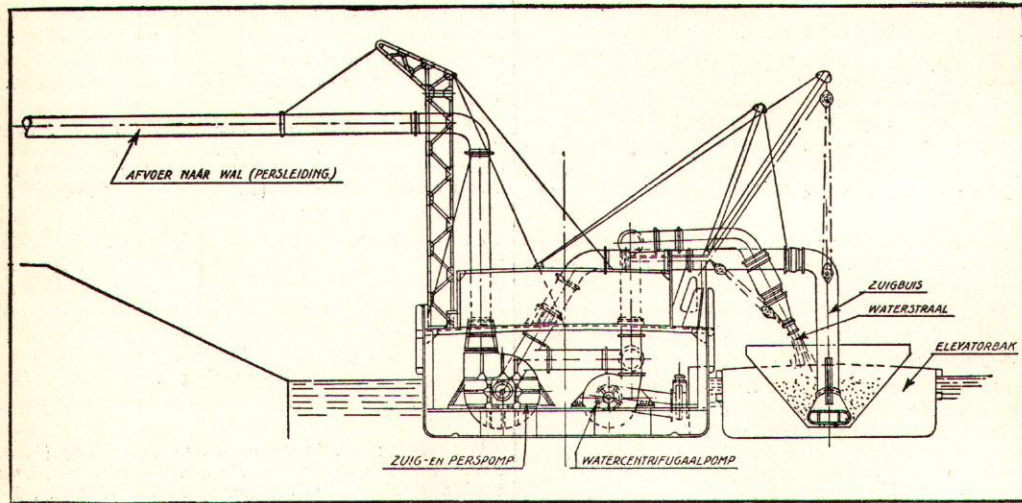 AFVOER NAAR WAL (PERSLEIDING)
ZUIGBUIS
WATERSTRAAL
ELEVATORBAK
ZUIG-EN PERSPOMP
WATERCENTRIFUGAALPOMP